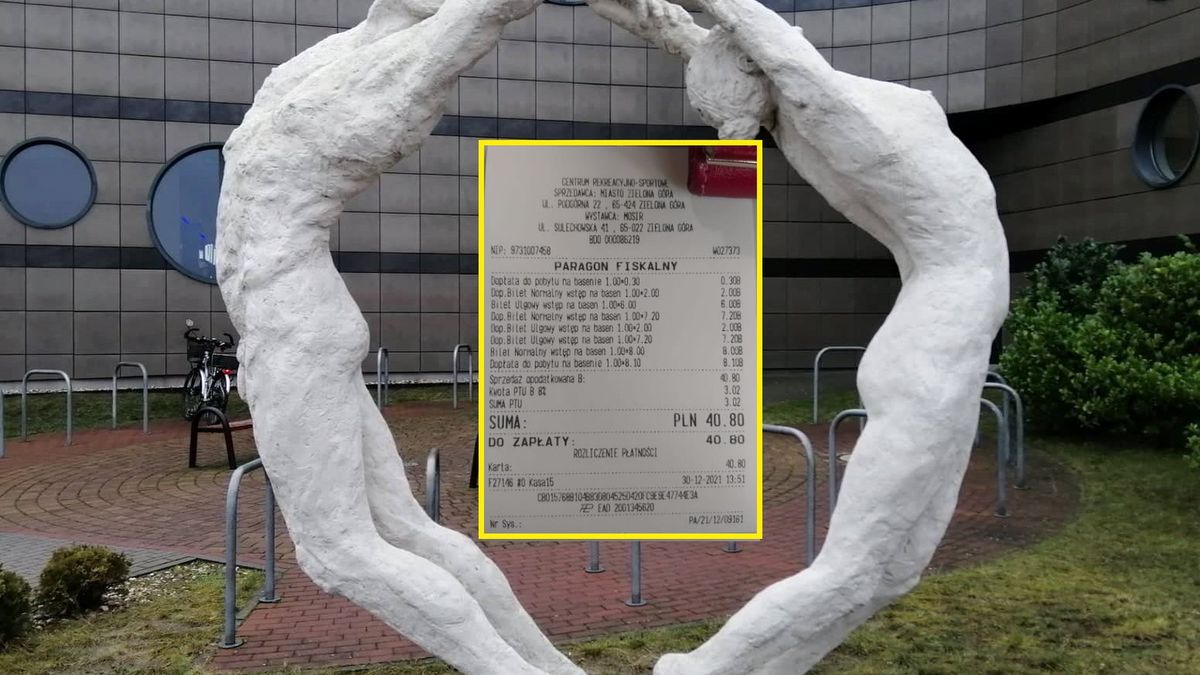 CENTRUM REKREACYJNO-SPORTOWE
SPRZEDAWCA: MIASTO ZIELONA GÓRA
UL. PODGÓRNA 22 , 65-424 ZIELONA GÓRA
WYSTAWCA: MOSIR
UL. SULECHOWSKA 41 , 65-022 ZIELONA GÓRA
BDO 000086219
NIP: 9731007458 W027373
PARAGON FISKALNY
Dopłata do pobytu na basenie 1.00*0.30 0.30B
Dop.Bilet Normalny wstęp na basen 1.00*2.00 2.00B
Bilet Ulgowy wstęp na basen 1.00*6.00 6.00B
Dop.Bilet Normalny wstęp na basen 1.00*7.20 7.20B
Dop.Bilet Ulgowy wstęp na basen 1.00*2.00 2.00B
Dop.Bilet Ulgowy wstęp na basen 1.00*7.20 7.20B
Bilet Normalny wstęp na basen 1.00*8.00 8.00B
Dopłata do pobytu na basenie 1.00*8.10 8.10B
Sprzedaż opodatkowana B: 40.80
Kwota PTU B 8% 3.02
SUMA PTU 3.02
SUMA: PLN 40.80
DO ZAPŁATY: 40.80
ROZLICZENIE PŁATNOŚCI
Karta: 40.80
F27146 #0 Kasa15 30-12-2021 13:51
EAD 2001345620
Nr Sys.: PA/21/12/09161